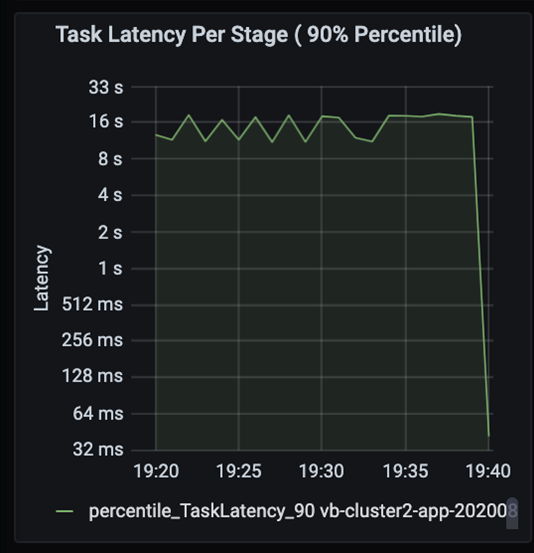 Task Latency Per Stage ( 90% Percentile)
33 s
16 s
8 s
4 s
2 s
1 s
512 ms
256 ms
128 ms
64 ms
32 ms
Latency
19:20 19:25 19:30 19:35 19:40
percentile_TaskLatency_90 vb-cluster2-app-202008